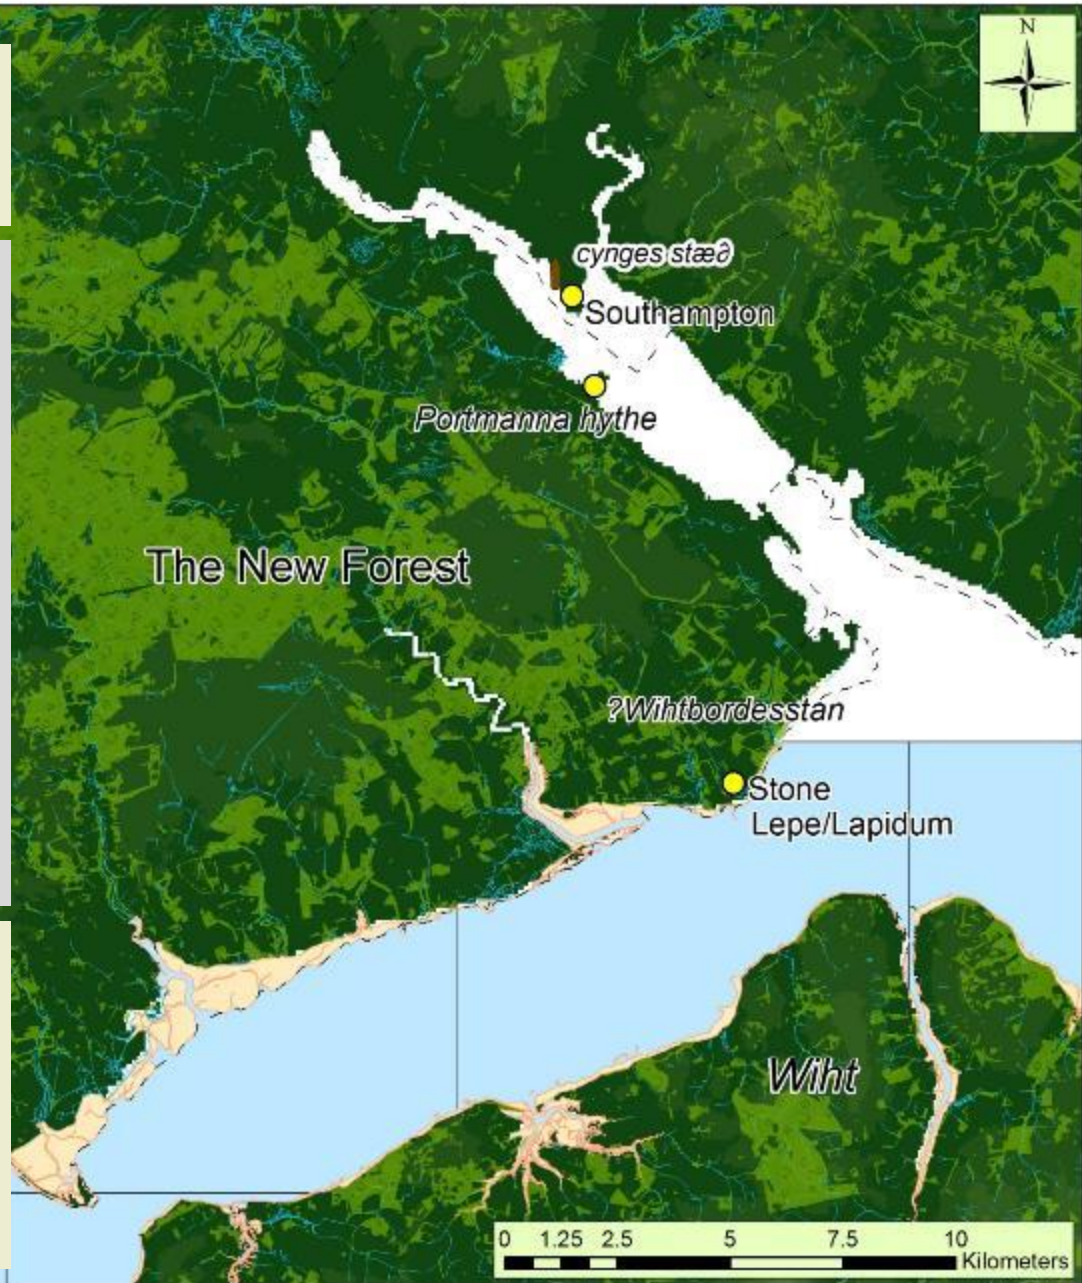 N
cynges stæð
Southampton
Portmanna hythe
The New Forest
?Wihtbordesstan
Stone
Lepe/Lapidum
Wiht
0 1.25 2.5 5 7.5 10
Kilometers